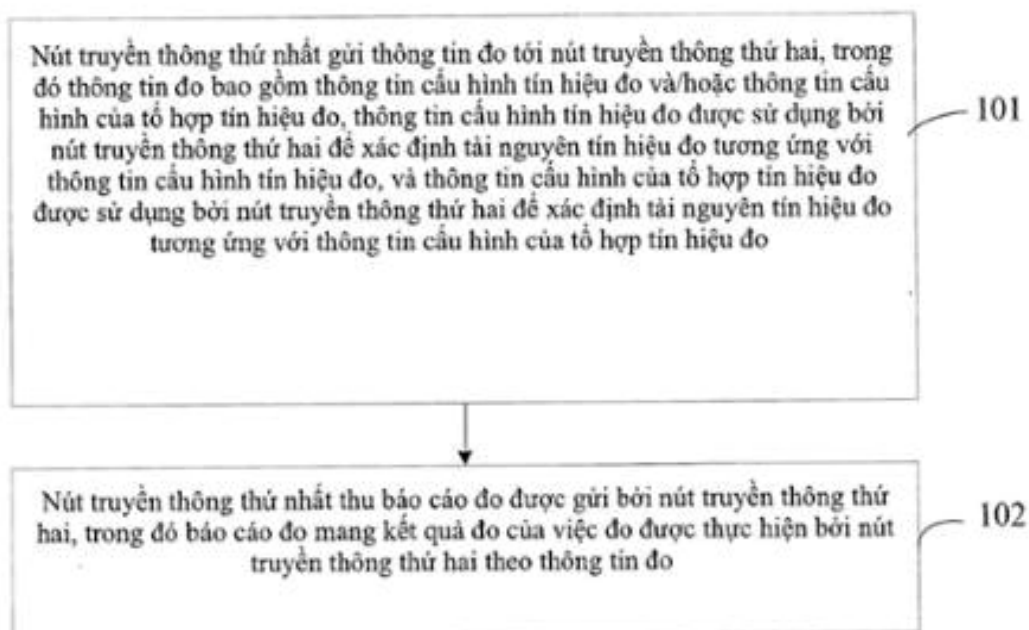 Nút truyền thông thứ nhất gửi thông tin đo tới nút truyền thông thứ hai, trong
đó thông tin đo bao gồm thông tin cấu hình tín hiệu đo và/hoặc thông tin cấu
hình của tổ hợp tín hiệu đo, thông tin cấu hình tín hiệu đo được sử dụng bởi
nút truyền thông thứ hai để xác định tài nguyên tín hiệu đo tương ứng với
thông tin cấu hình tín hiệu đo, và thông tin cấu hình của tổ hợp tín hiệu đo
được sử dụng bởi nút truyền thông thứ hai để xác định tài nguyên tín hiệu đo
tương ứng với thông tin cấu hình của tổ hợp tín hiệu đo
101
Nút truyền thông thứ nhất thu báo cáo đo được gửi bởi nút truyền thông thứ
hai, trong đó báo cáo đo mang kết quả đo của việc đo được thực hiện bởi nút
truyền thông thứ hai theo thông tin đo
102